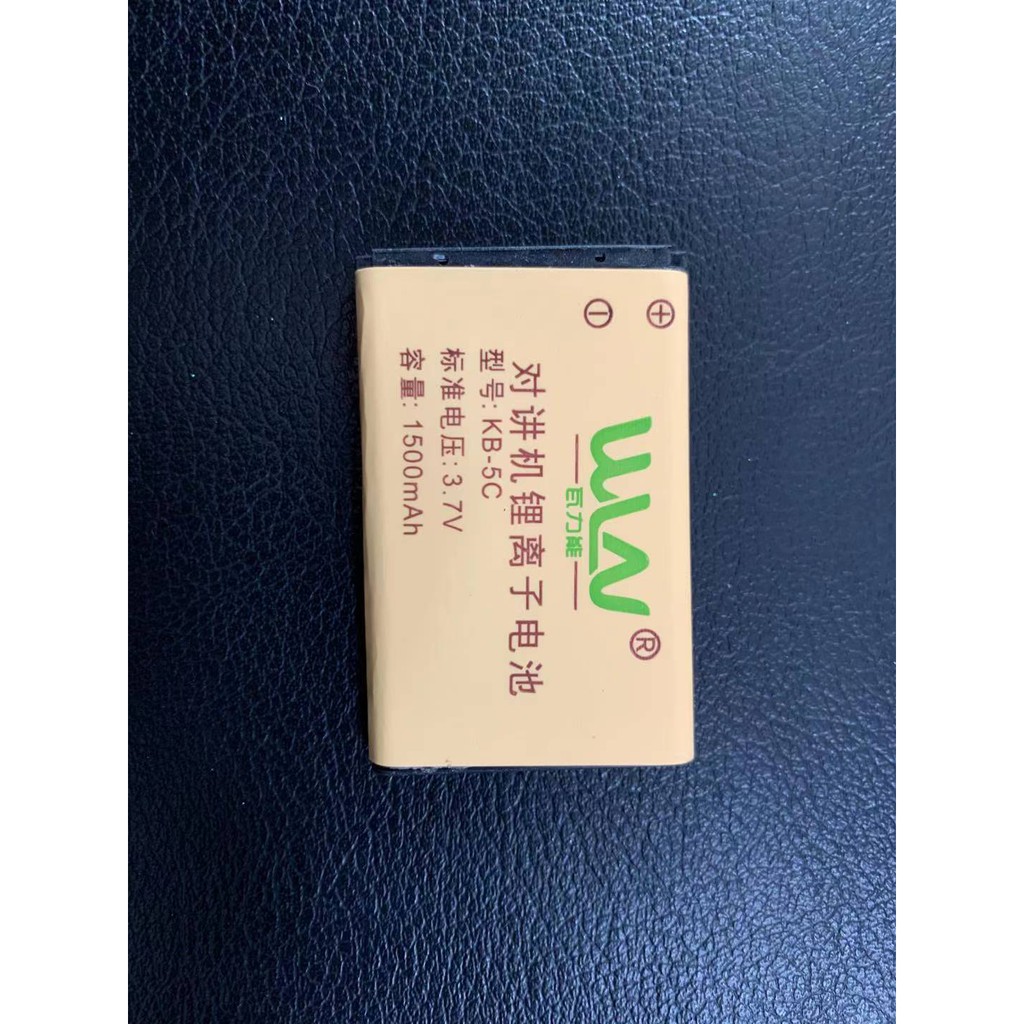 ⊕ ⊖
WLN®
瓦力能
对讲机锂离子电池
型号: KB-5C
标准电压: 3.7V
容量: 1500mAh